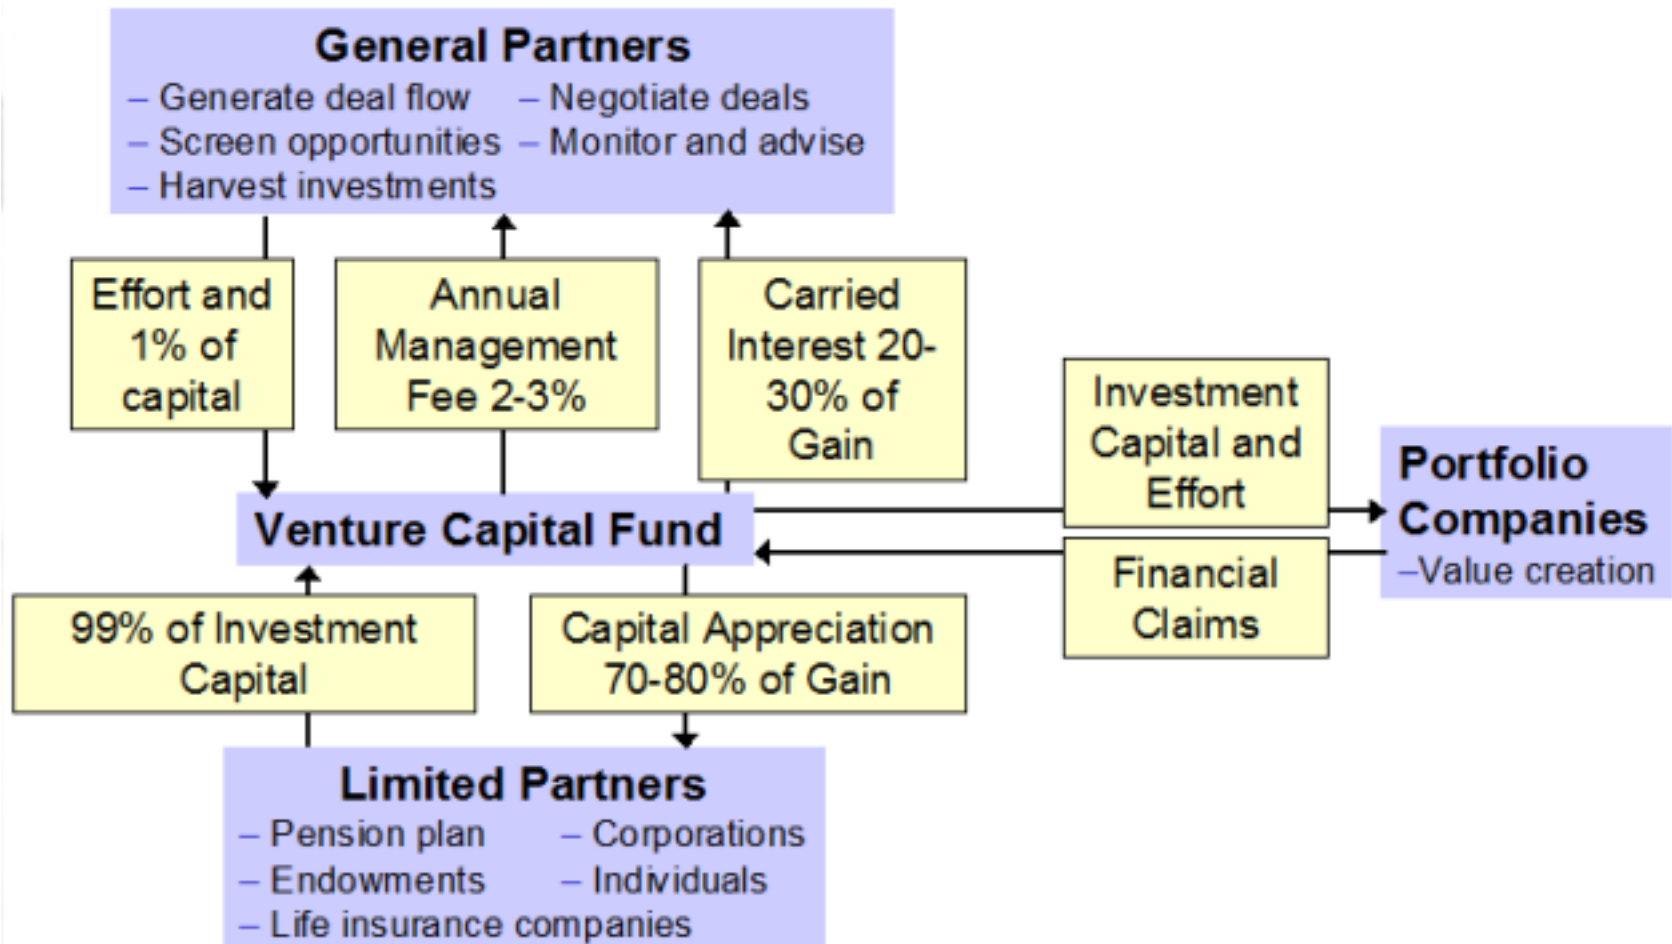 General Partners
– Generate deal flow – Negotiate deals
– Screen opportunities – Monitor and advise
– Harvest investments
Effort and
1% of
capital
Annual
Management
Fee 2-3%
Carried
Interest 20-
30% of
Gain
Investment
Capital and
Effort
Portfolio
Companies
–Value creation
Venture Capital Fund
Financial
Claims
99% of Investment
Capital
Capital Appreciation
70-80% of Gain
Limited Partners
– Pension plan – Corporations
– Endowments – Individuals
– Life insurance companies